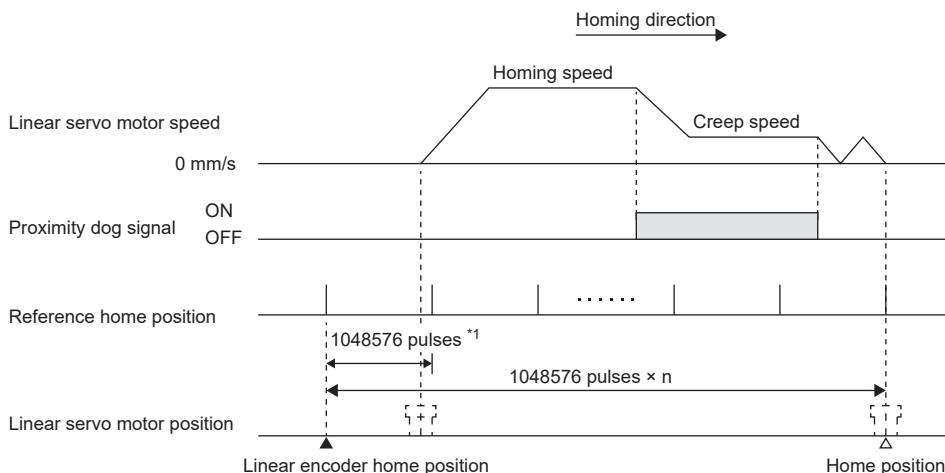 Homing direction
Homing speed
Linear servo motor speed
Creep speed
0 mm/s
ON
Proximity dog signal
OFF
Reference home position
1048576 pulses *1
1048576 pulses × n
Linear servo motor position
Linear encoder home position
Home position